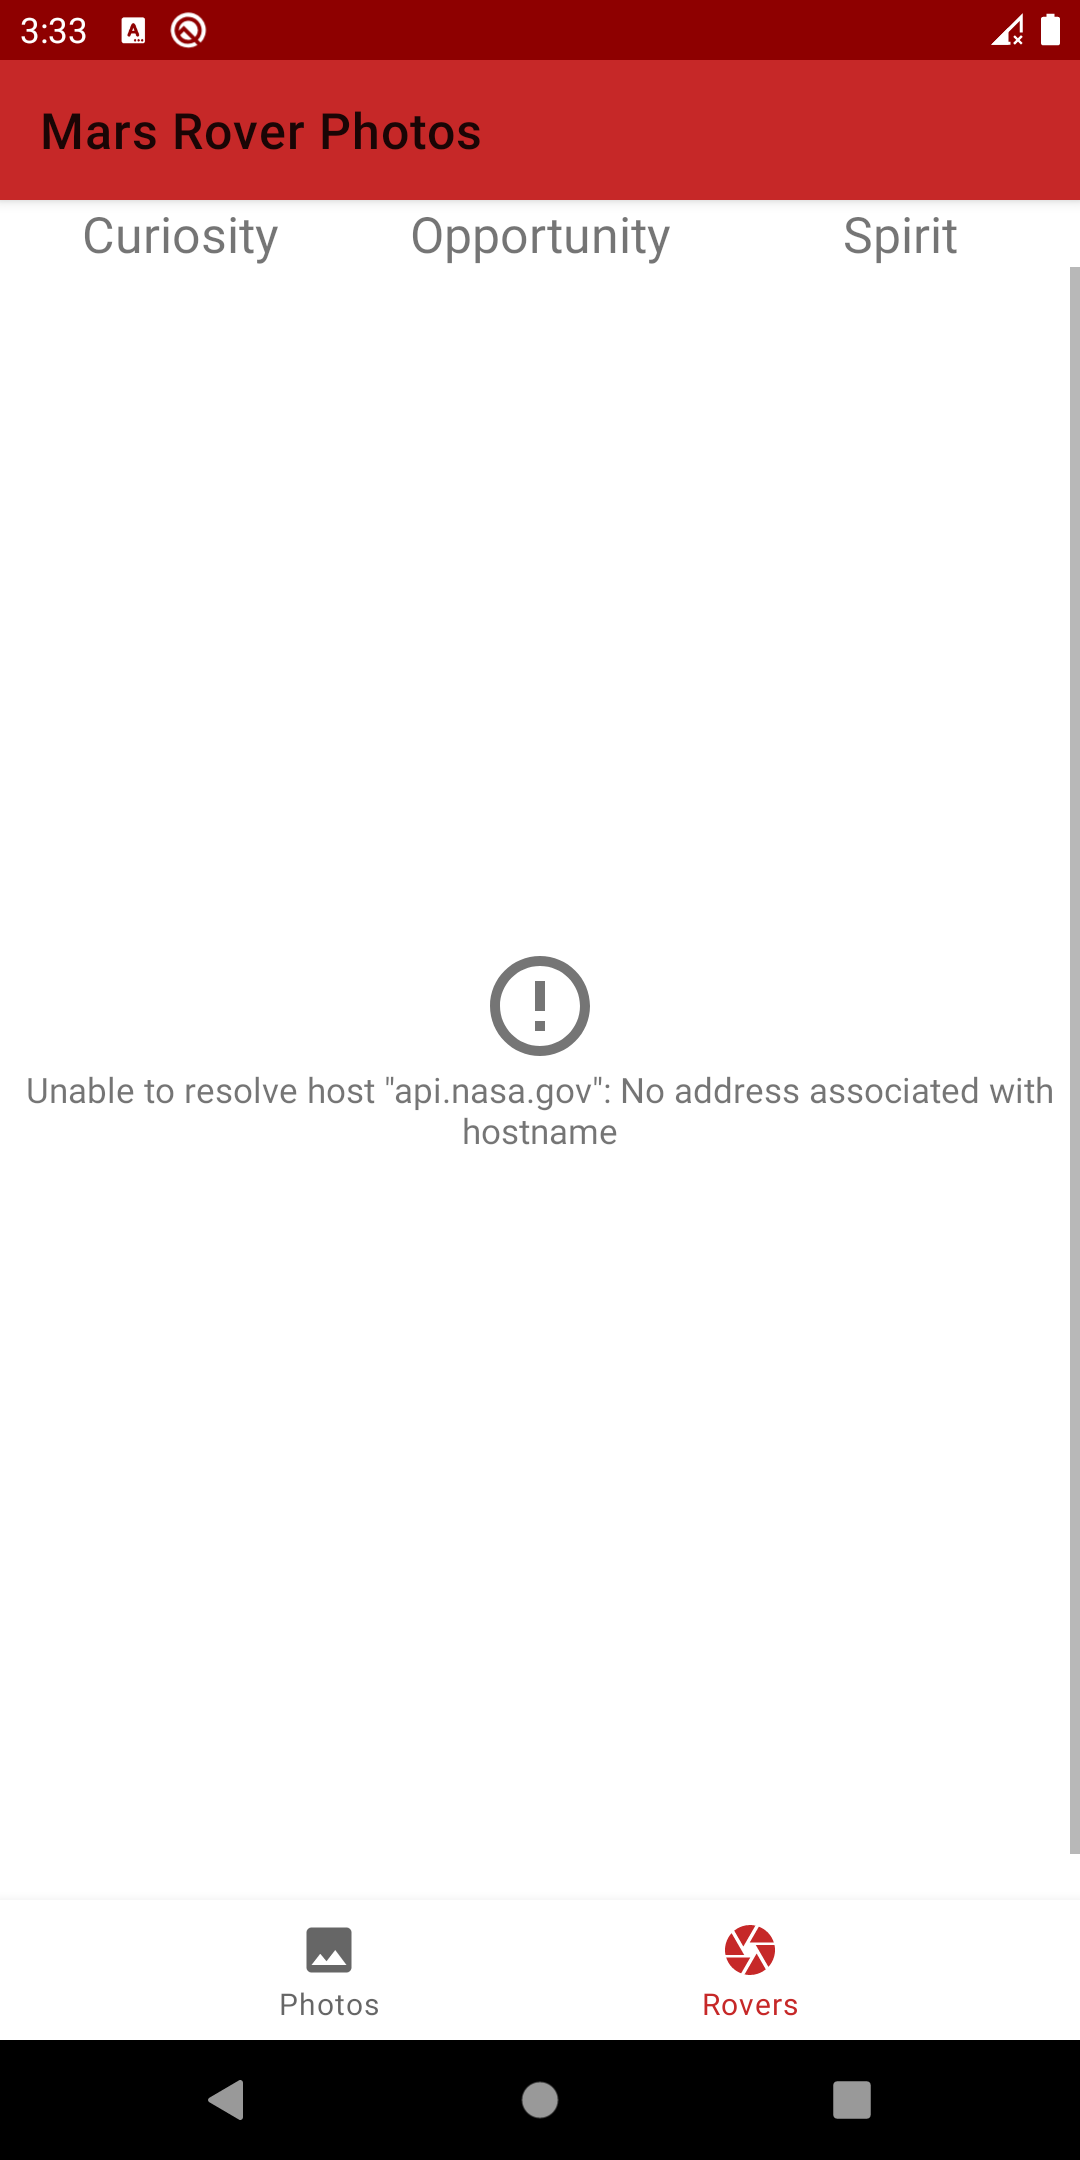 3:33
Mars Rover Photos
Curiosity Opportunity Spirit
Unable to resolve host "api.nasa.gov": No address associated with
hostname
Photos Rovers